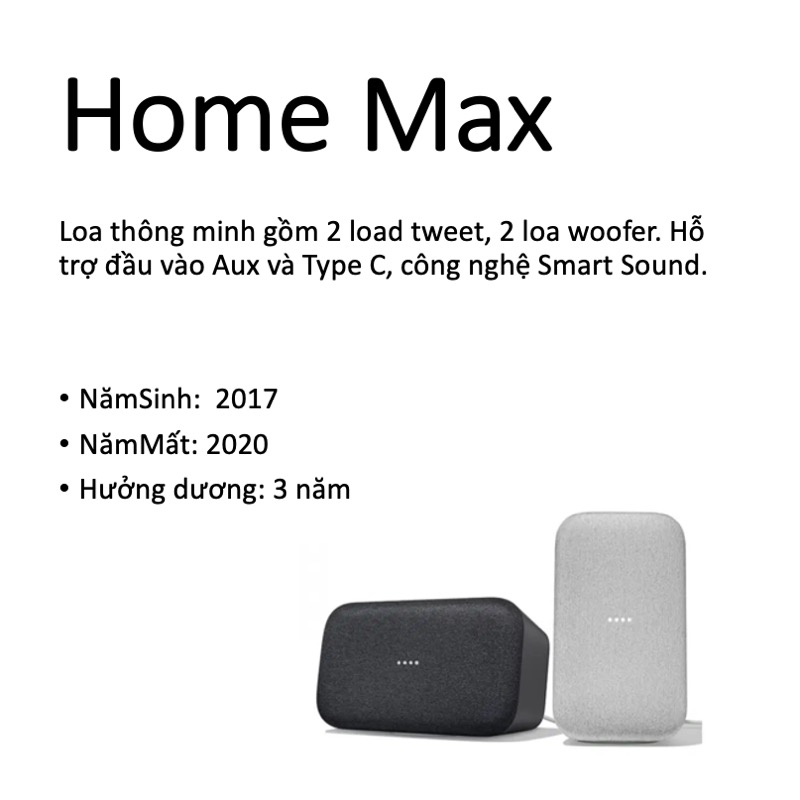 Home Max
Loa thông minh gồm 2 load tweet, 2 loa woofer. Hỗ
trợ đầu vào Aux và Type C, công nghệ Smart Sound.
• NămSinh:  2017
• NămMất: 2020
• Hưởng dương: 3 năm